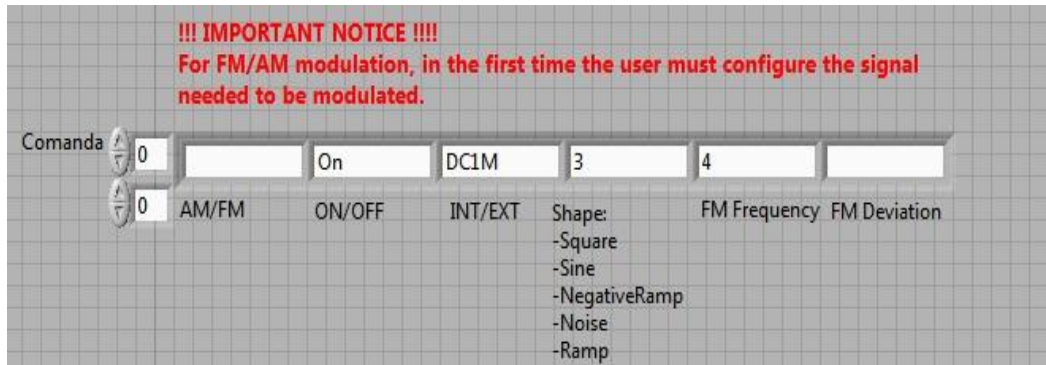 !!! IMPORTANT NOTICE !!!!
For FM/AM modulation, in the first time the user must configure the signal
needed to be modulated.
Comanda 0 On DC1M 3 4
0 AM/FM ON/OFF INT/EXT Shape: FM Frequency FM Deviation
-Square
-Sine
-NegativeRamp
-Noise
-Ramp